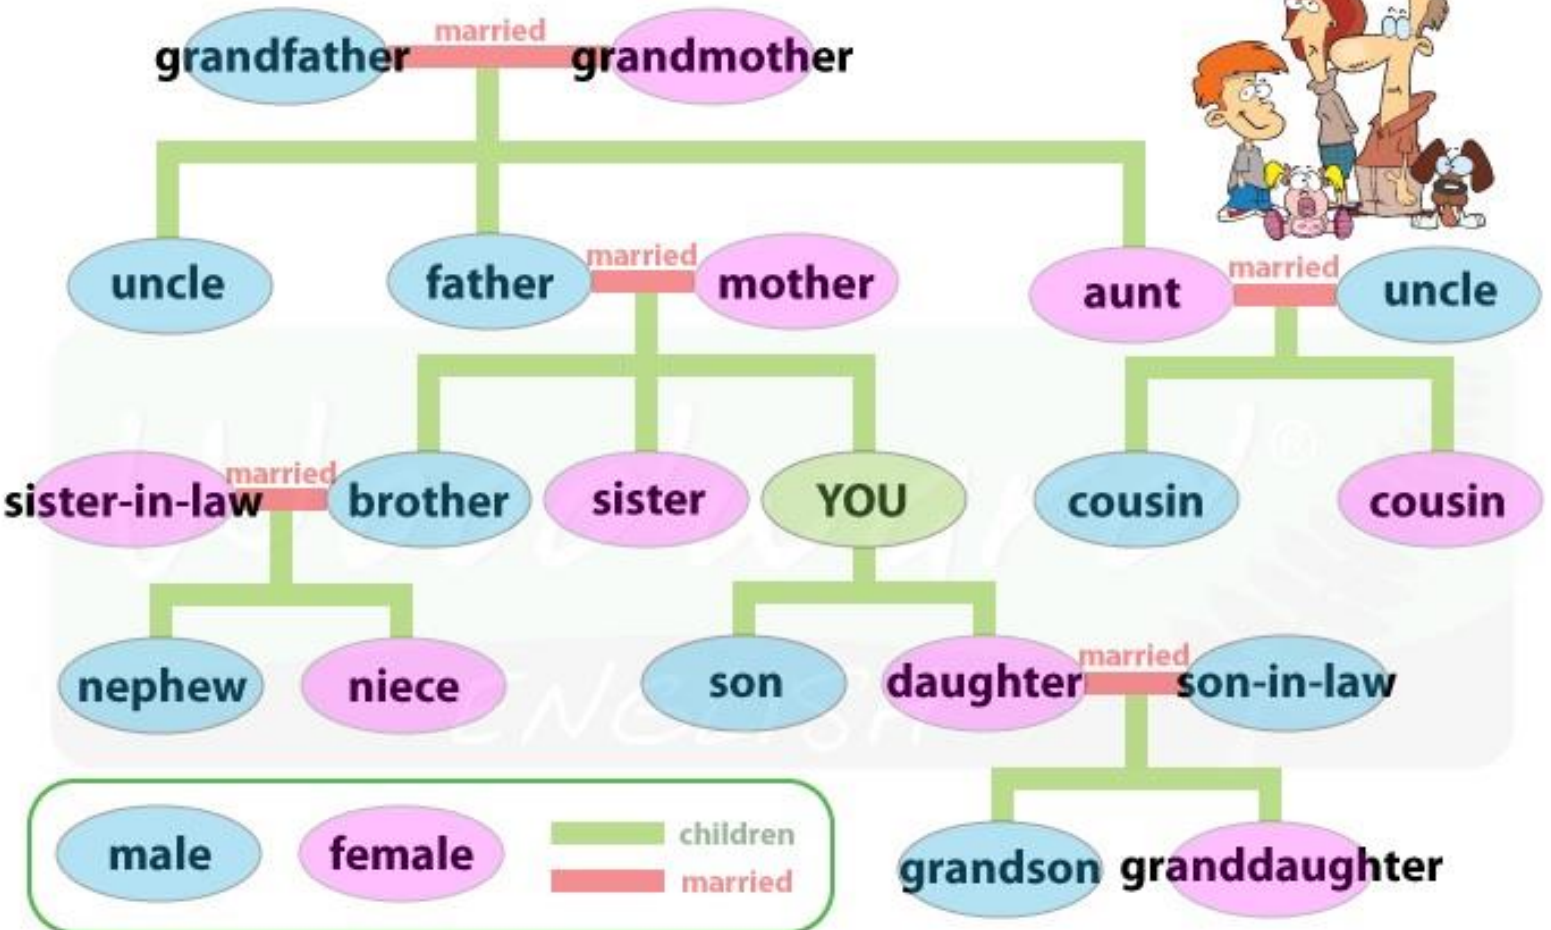 married
grandfather grandmother
married married
uncle father mother aunt uncle
married
sister-in-law brother sister YOU cousin cousin
married
nephew niece son daughter son-in-law
ENGLISH
male female children
married
grandson granddaughter